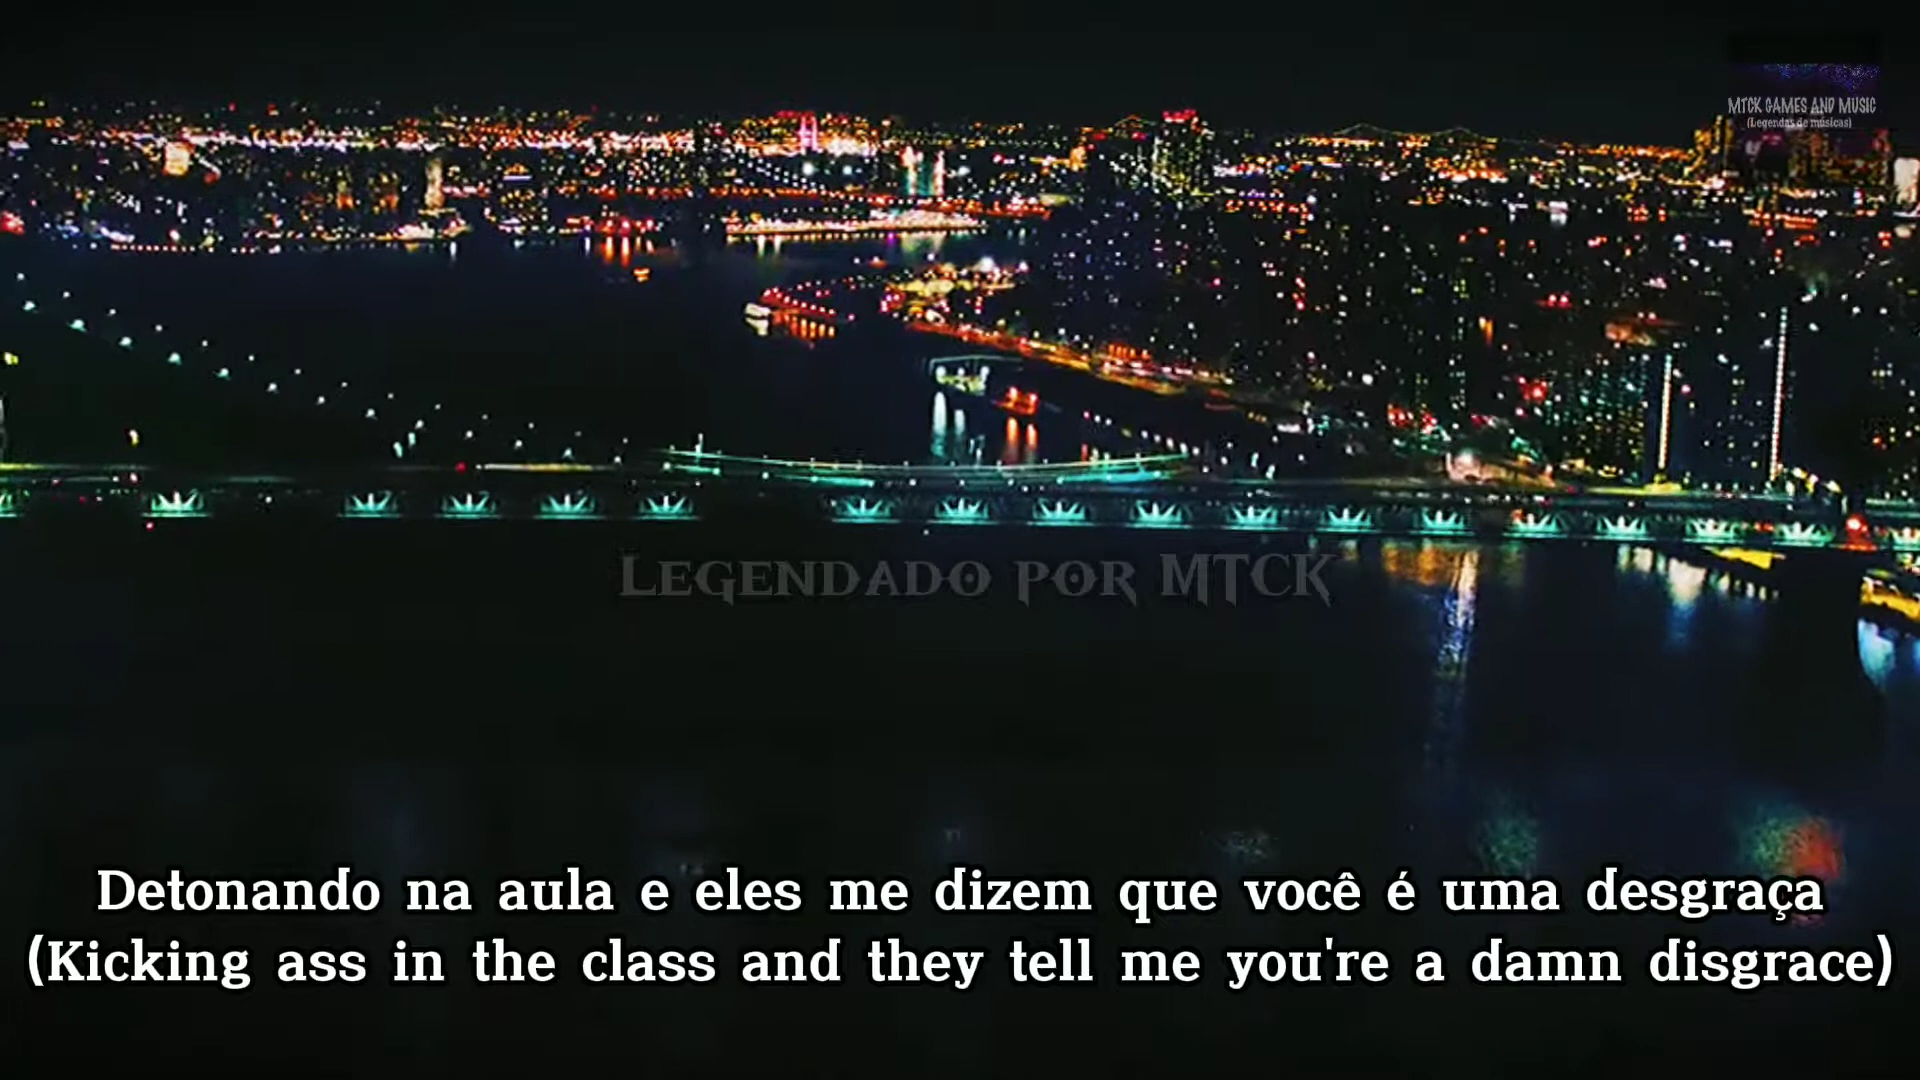 MTCK GAMES AND MUSIC
(Legendas de músicas)
Legendado por MTCK
Detonando na aula e eles me dizem que você é uma desgraça
(Kicking ass in the class and they tell me you're a damn disgrace)